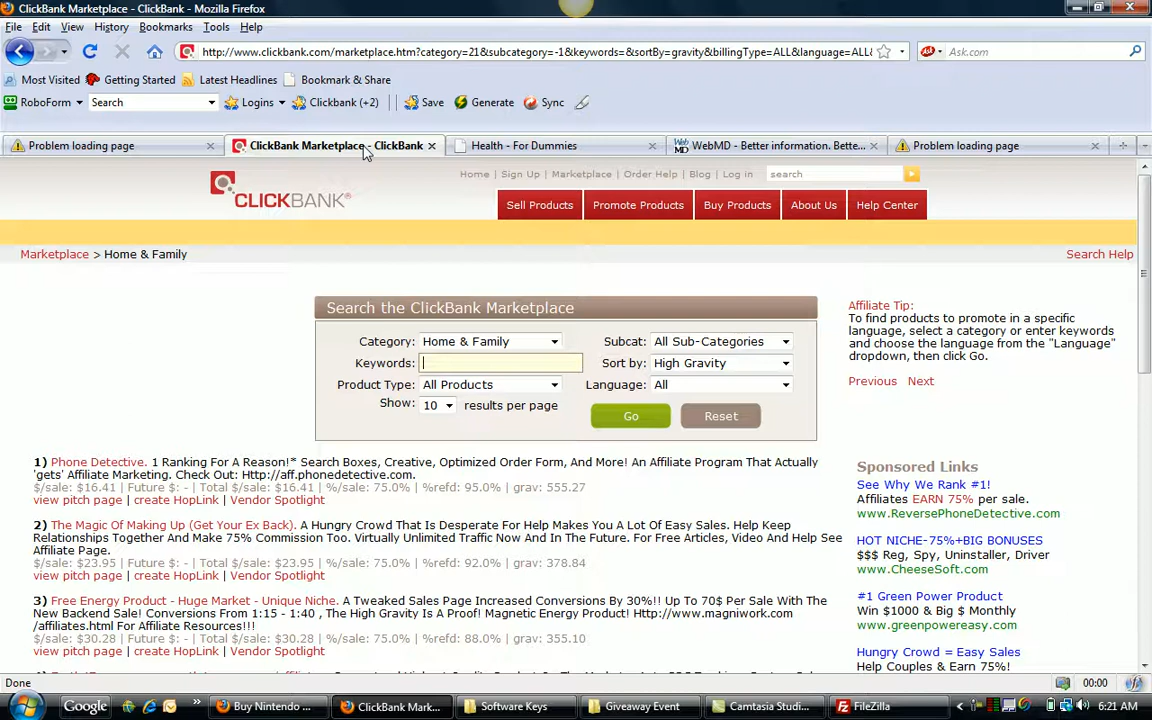 ClickBank Marketplace - ClickBank - Mozilla Firefox
File Edit View History Bookmarks Tools Help
http://www.clickbank.com/marketplace.htm?category=21&subcategory=-1&keywords=&sortBy=gravity&billingType=ALL&language=ALL
Ask.com
Most Visited Getting Started Latest Headlines Bookmark & Share
RoboForm Search Logins Clickbank (+2) Save Generate Sync
Problem loading page
ClickBank Marketplace - ClickBank
Health - For Dummies
WebMD - Better information. Bette...
Problem loading page
CLICKBANK®
Home | Sign Up | Marketplace | Order Help | Blog | Log in search
Sell Products Promote Products Buy Products About Us Help Center
Marketplace > Home & Family
Search Help
Search the ClickBank Marketplace
Category: Home & Family Subcat: All Sub-Categories
Keywords: Sort by: High Gravity
Product Type: All Products Language: All
Show: 10 results per page
Go Reset
Affiliate Tip:
To find products to promote in a specific
language, select a category or enter keywords
and choose the language from the "Language"
dropdown, then click Go.
Previous Next
1) Phone Detective. 1 Ranking For A Reason!* Search Boxes, Creative, Optimized Order Form, And More! An Affiliate Program That Actually
'gets' Affiliate Marketing. Check Out: Http://aff.phonedetective.com.
$/sale: $16.41 | Future $: - | Total $/sale: $16.41 | %/sale: 75.0% | %refd: 95.0% | grav: 555.27
view pitch page | create HopLink | Vendor Spotlight
2) The Magic Of Making Up (Get Your Ex Back). A Hungry Crowd That Is Desperate For Help Makes You A Lot Of Easy Sales. Help Keep
Relationships Together And Make 75% Commission Too. Virtually Unlimited Traffic Now And In The Future. For Free Articles, Video And Help See
Affiliate Page.
$/sale: $23.95 | Future $: - | Total $/sale: $23.95 | %/sale: 75.0% | %refd: 92.0% | grav: 378.84
view pitch page | create HopLink | Vendor Spotlight
3) Free Energy Product - Huge Market - Unique Niche. A Tweaked Sales Page Increased Conversions By 30%!! Up To 70$ Per Sale With The
New Backend Sale! Conversions From 1:15 - 1:40 , The High Gravity Is A Proof! Magnetic Energy Product! Http://www.magniwork.com
/affiliates.html For Affiliate Resources!!!
$/sale: $30.28 | Future $: - | Total $/sale: $30.28 | %/sale: 75.0% | %refd: 88.0% | grav: 355.10
view pitch page | create HopLink | Vendor Spotlight
Sponsored Links
See Why We Rank #1!
Affiliates EARN 75% per sale.
www.ReversePhoneDetective.com
HOT NICHE-75%+BIG BONUSES
$$$ Reg, Spy, Uninstaller, Driver
www.CheeseSoft.com
#1 Green Power Product
Win $1000 & Big $ Monthly
www.greenpowereasy.com
Hungry Crowd = Easy Sales
Help Couples & Earn 75%!
Done
00:00
Google
Buy Nintendo ...
ClickBank Mark...
Software Keys
Giveaway Event
Camtasia Studi...
FileZilla
6:21 AM